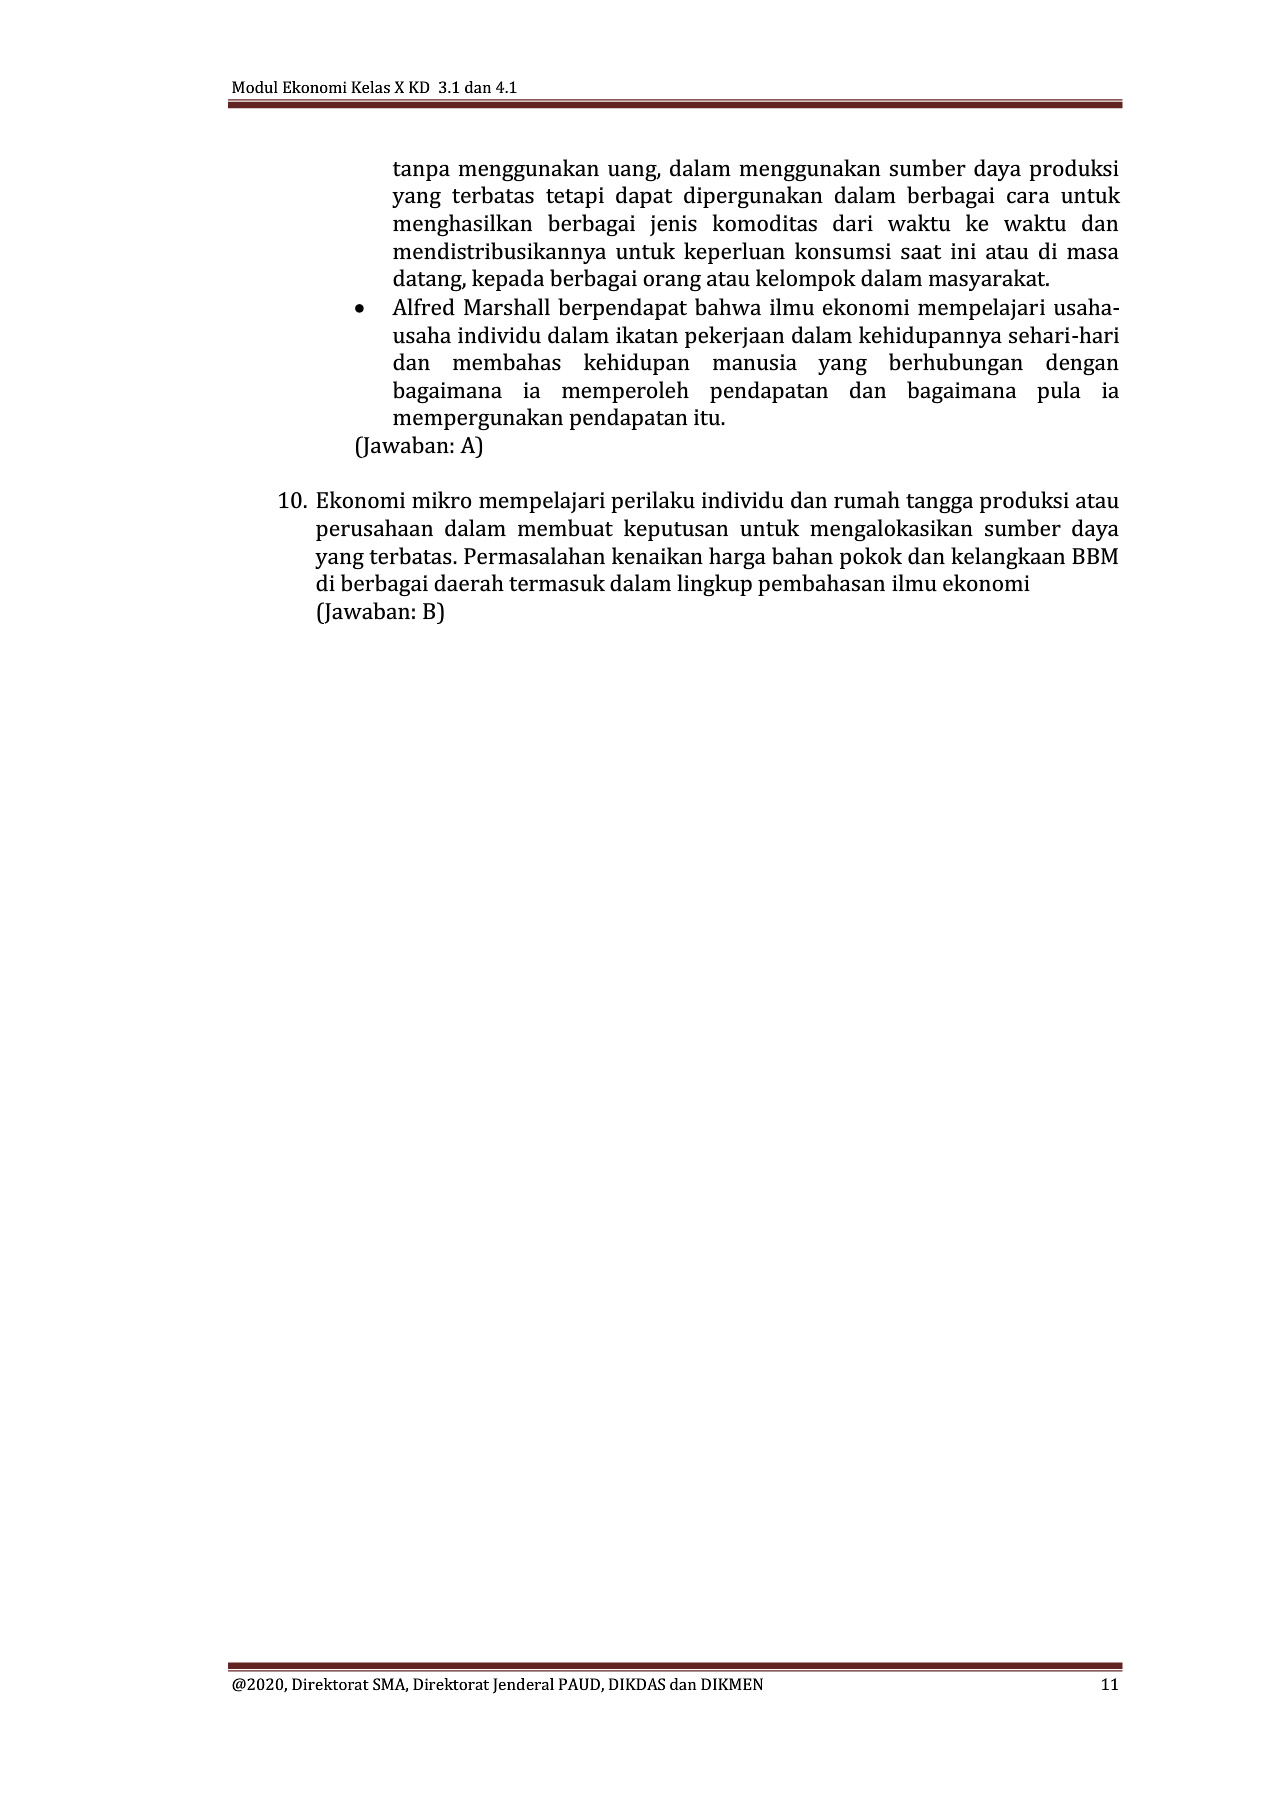 Modul Ekonomi Kelas X KD  3.1 dan 4.1
tanpa menggunakan uang, dalam menggunakan sumber daya produksi
yang terbatas tetapi dapat dipergunakan dalam berbagai cara untuk
menghasilkan berbagai jenis komoditas dari waktu ke waktu dan
mendistribusikannya untuk keperluan konsumsi saat ini atau di masa
datang, kepada berbagai orang atau kelompok dalam masyarakat.
• Alfred Marshall berpendapat bahwa ilmu ekonomi mempelajari usaha-
usaha individu dalam ikatan pekerjaan dalam kehidupannya sehari-hari
dan membahas kehidupan manusia yang berhubungan dengan
bagaimana ia memperoleh pendapatan dan bagaimana pula ia
mempergunakan pendapatan itu.
(Jawaban: A)
10. Ekonomi mikro mempelajari perilaku individu dan rumah tangga produksi atau
perusahaan dalam membuat keputusan untuk mengalokasikan sumber daya
yang terbatas. Permasalahan kenaikan harga bahan pokok dan kelangkaan BBM
di berbagai daerah termasuk dalam lingkup pembahasan ilmu ekonomi
(Jawaban: B)
@2020, Direktorat SMA, Direktorat Jenderal PAUD, DIKDAS dan DIKMEN 11